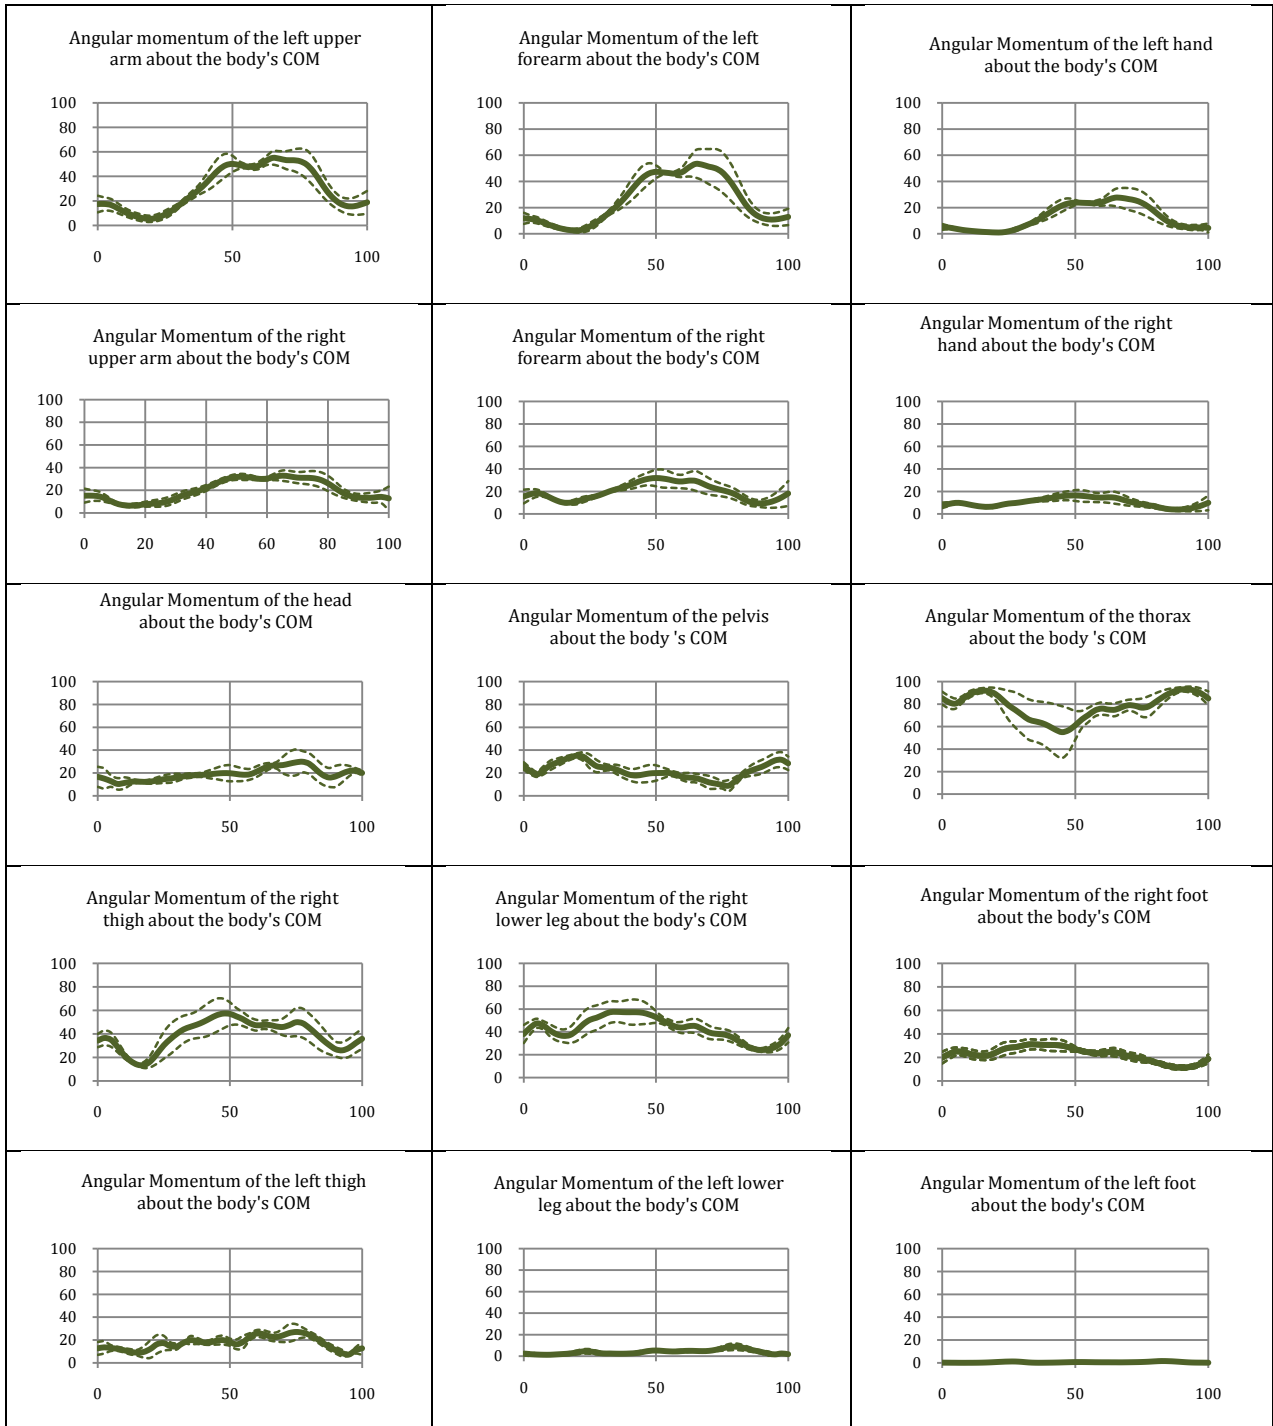 Angular momentum of the left upper
arm about the body's COM
100
80
60
40
20
0
0 50 100
Angular Momentum of the left
forearm about the body's COM
100
80
60
40
20
0
0 50 100
Angular Momentum of the left hand
about the body's COM
100
80
60
40
20
0
0 50 100
Angular Momentum of the right
upper arm about the body's COM
100
80
60
40
20
0
0 20 40 60 80 100
Angular Momentum of the right
forearm about the body's COM
100
80
60
40
20
0
0 50 100
Angular Momentum of the right
hand about the body's COM
100
80
60
40
20
0
0 50 100
Angular Momentum of the head
about the body's COM
100
80
60
40
20
0
0 50 100
Angular Momentum of the pelvis
about the body 's COM
100
80
60
40
20
0
0 50 100
Angular Momentum of the thorax
about the body 's COM
100
80
60
40
20
0
0 50 100
Angular Momentum of the right
thigh about the body's COM
100
80
60
40
20
0
0 50 100
Angular Momentum of the right
lower leg about the body's COM
100
80
60
40
20
0
0 50 100
Angular Momentum of the right foot
about the body's COM
100
80
60
40
20
0
0 50 100
Angular Momentum of the left thigh
about the body's COM
100
80
60
40
20
0
0 50 100
Angular Momentum of the left lower
leg about the body's COM
100
80
60
40
20
0
0 50 100
Angular Momentum of the left foot
about the body's COM
100
80
60
40
20
0
0 50 100